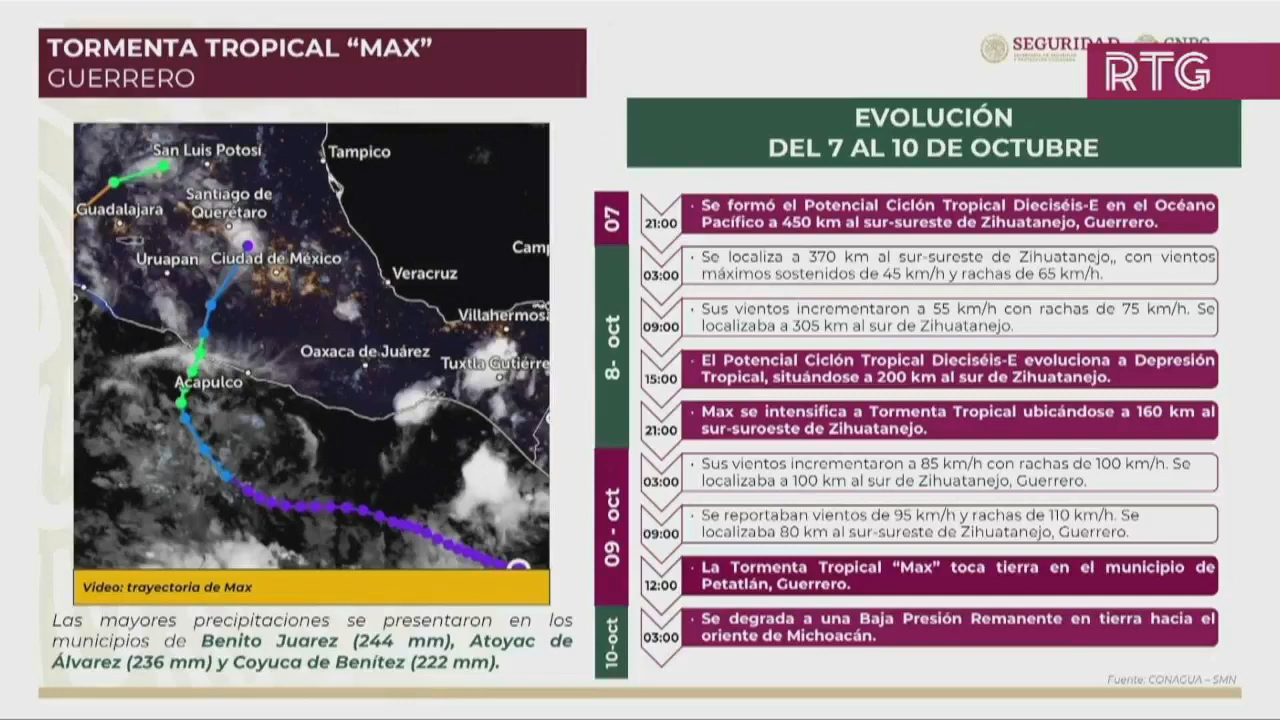 TORMENTA TROPICAL “MAX”
GUERRERO
SEGURIDAD
RTG
EVOLUCIÓN
DEL 7 AL 10 DE OCTUBRE
San Luis Potosí
Tampico
Santiago de
Querétaro
Guadalajara
Uruapan
Ciudad de México
Camp
Veracruz
Villahermosa
Oaxaca de Juárez
Tuxtla Gutiérre
Acapulco
Video: trayectoria de Max
Las mayores precipitaciones se presentaron en los
municipios de Benito Juarez (244 mm), Atoyac de
Álvarez (236 mm) y Coyuca de Benítez (222 mm).
07
21:00
· Se formó el Potencial Ciclón Tropical Dieciséis-E en el Océano
Pacífico a 450 km al sur-sureste de Zihuatanejo, Guerrero.
8- oct
03:00
· Se localiza a 370 km al sur-sureste de Zihuatanejo,, con vientos
máximos sostenidos de 45 km/h y rachas de 65 km/h.
09:00
· Sus vientos incrementaron a 55 km/h con rachas de 75 km/h. Se
localizaba a 305 km al sur de Zihuatanejo.
15:00
· El Potencial Ciclón Tropical Dieciséis-E evoluciona a Depresión
Tropical, situándose a 200 km al sur de Zihuatanejo.
21:00
· Max se intensifica a Tormenta Tropical ubicándose a 160 km al
sur-suroeste de Zihuatanejo.
09 - oct
03:00
· Sus vientos incrementaron a 85 km/h con rachas de 100 km/h. Se
localizaba a 100 km al sur de Zihuatanejo, Guerrero.
09:00
· Se reportaban vientos de 95 km/h y rachas de 110 km/h. Se
localizaba 80 km al sur-sureste de Zihuatanejo, Guerrero.
12:00
· La Tormenta Tropical “Max” toca tierra en el municipio de
Petatlán, Guerrero.
10-oct
03:00
· Se degrada a una Baja Presión Remanente en tierra hacia el
oriente de Michoacán.
Fuente: CONAGUA – SMN